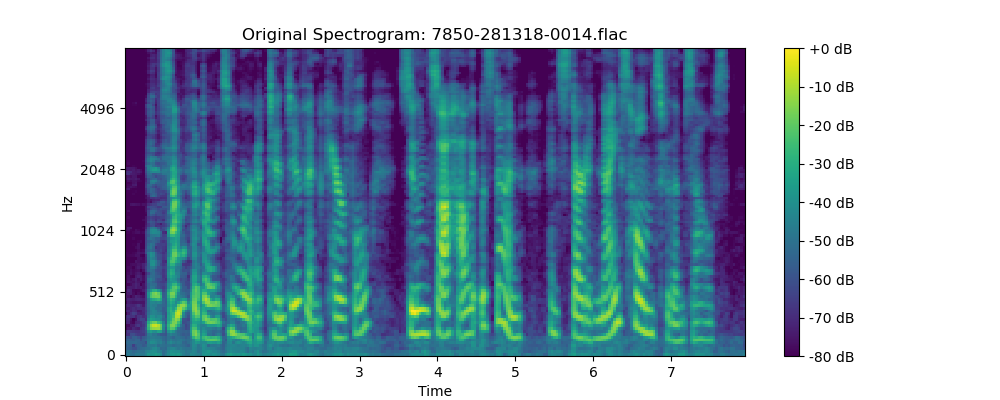 Original Spectrogram: 7850-281318-0014.flac
Hz
4096
2048
1024
512
0
0 1 2 3 4 5 6 7
Time
+0 dB
-10 dB
-20 dB
-30 dB
-40 dB
-50 dB
-60 dB
-70 dB
-80 dB